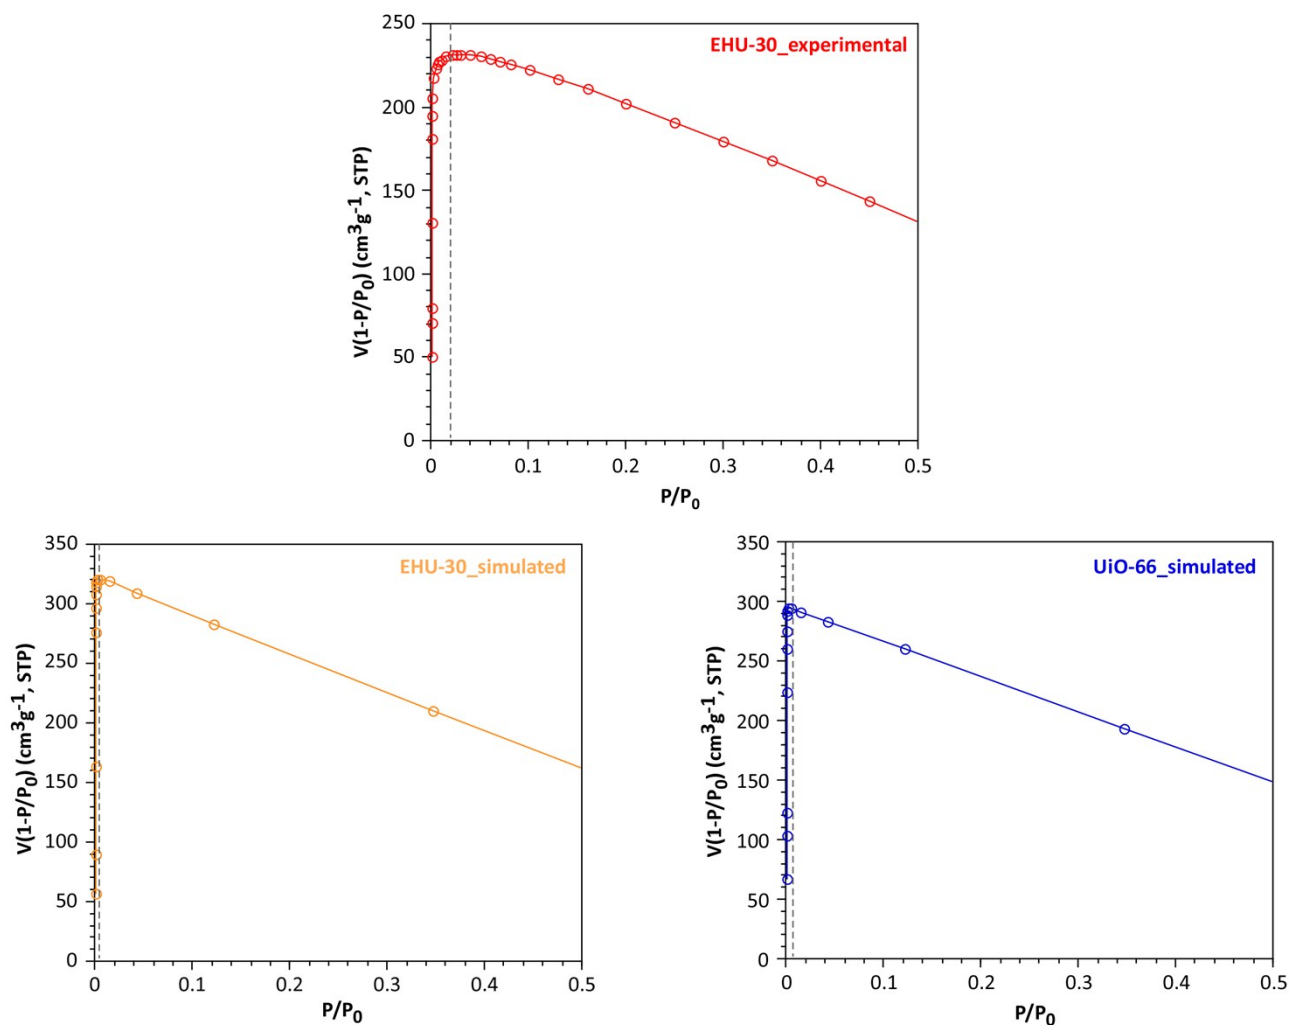 EHU-30_experimental
V(1-P/P₀) (cm³g⁻¹, STP)
250
200
150
100
50
0
0 0.1 0.2 0.3 0.4 0.5
P/P₀
EHU-30_simulated
V(1-P/P₀) (cm³g⁻¹, STP)
350
300
250
200
150
100
50
0
0 0.1 0.2 0.3 0.4 0.5
P/P₀
UiO-66_simulated
V(1-P/P₀) (cm³g⁻¹, STP)
350
300
250
200
150
100
50
0
0 0.1 0.2 0.3 0.4 0.5
P/P₀